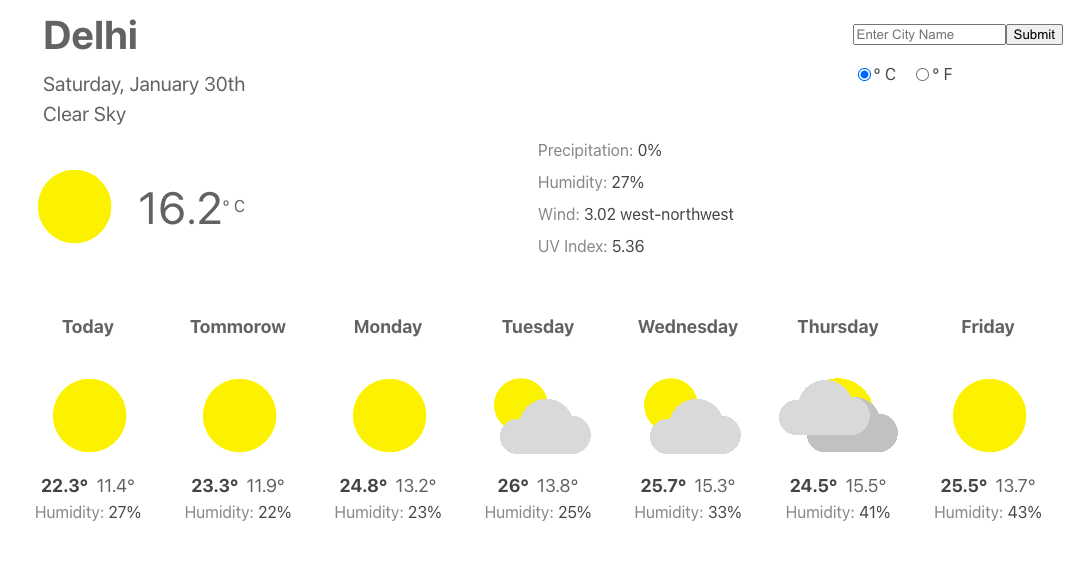 Delhi
Enter City Name Submit
Saturday, January 30th
° C ° F
Clear Sky
Precipitation: 0%
Humidity: 27%
16.2° C
Wind: 3.02 west-northwest
UV Index: 5.36
Today Tommorow Monday Tuesday Wednesday Thursday Friday
22.3° 11.4° 23.3° 11.9° 24.8° 13.2° 26° 13.8° 25.7° 15.3° 24.5° 15.5° 25.5° 13.7°
Humidity: 27% Humidity: 22% Humidity: 23% Humidity: 25% Humidity: 33% Humidity: 41% Humidity: 43%